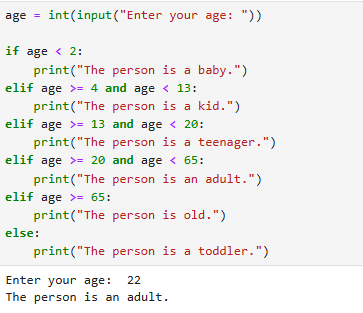 age = int(input("Enter your age: "))
if age < 2:
    print("The person is a baby.")
elif age >= 4 and age < 13:
    print("The person is a kid.")
elif age >= 13 and age < 20:
    print("The person is a teenager.")
elif age >= 20 and age < 65:
    print("The person is an adult.")
elif age >= 65:
    print("The person is old.")
else:
    print("The person is a toddler.")
Enter your age:  22
The person is an adult.